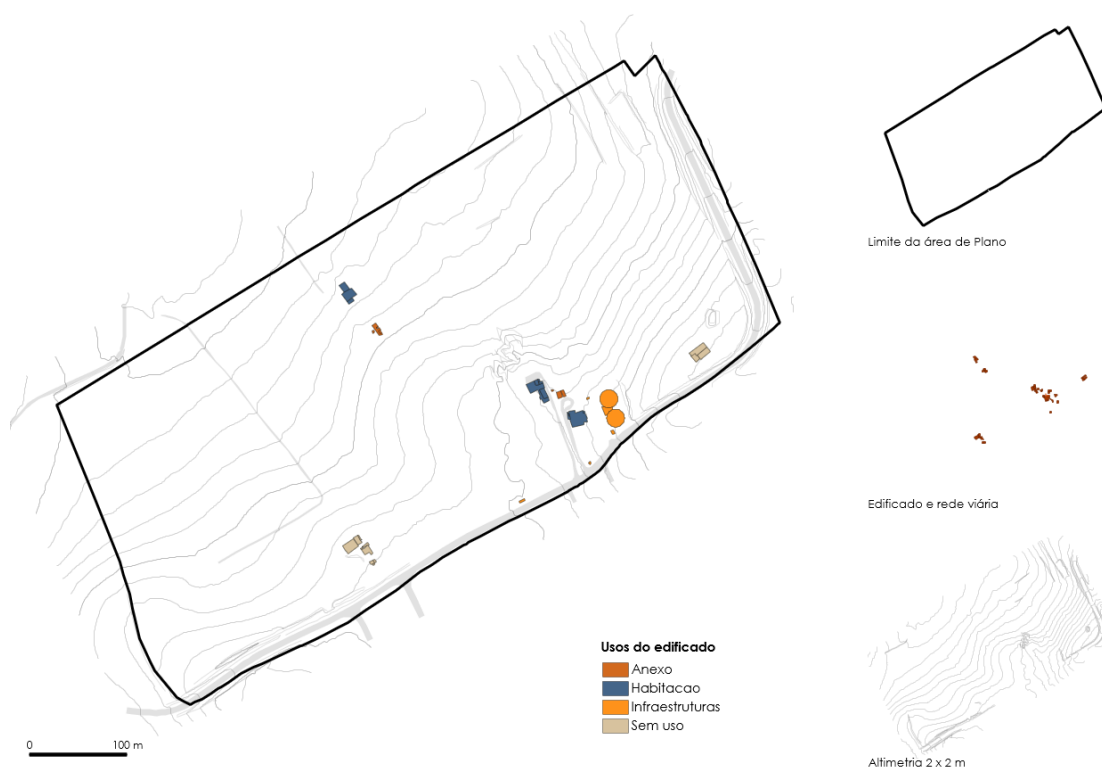 Limite da área de Plano
Edificado e rede viária
Usos do edificado
Anexo
Habitacao
Infraestruturas
Sem uso
0 100 m
Altimetria 2 x 2 m